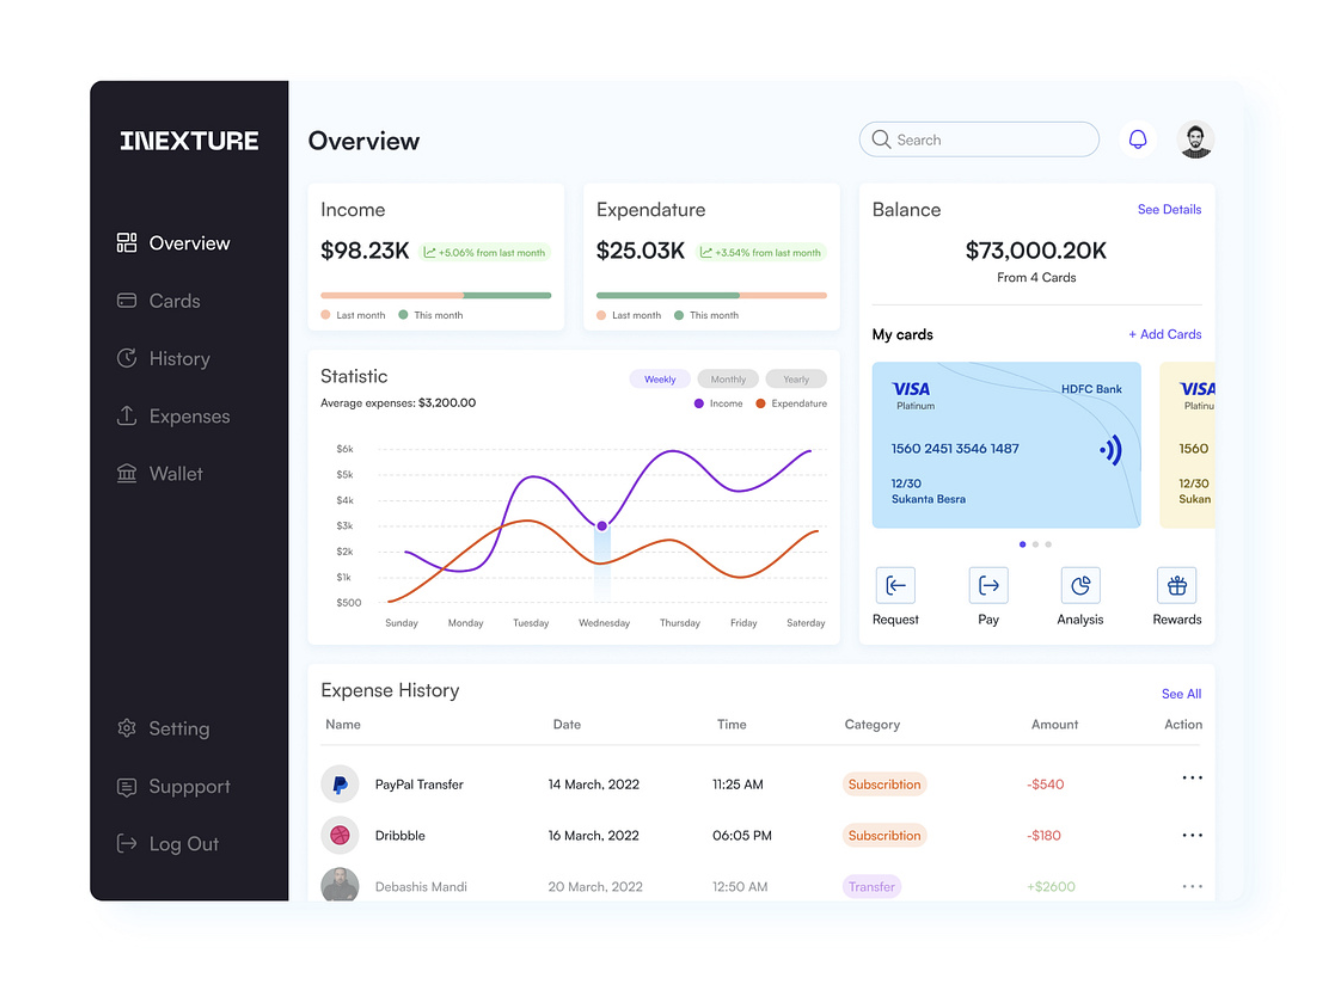 INEXTURE
Overview
Cards
History
Expenses
Wallet
Setting
Suppport
Log Out
Overview
Search
Income
$98.23K +5.06% from last month
Last month This month
Expendature
$25.03K +3.54% from last month
Last month This month
Balance See Details
$73,000.20K
From 4 Cards
My cards + Add Cards
VISA HDFC Bank
Platinum
1560 2451 3546 1487
12/30
Sukanta Besra
VISA
Platinu
1560
12/30
Sukan
Request Pay Analysis Rewards
Statistic Weekly Monthly Yearly
Average expenses: $3,200.00 Income Expendature
$6k
$5k
$4k
$3k
$2k
$1k
$500
Sunday Monday Tuesday Wednesday Thursday Friday Saterday
Expense History See All
Name Date Time Category Amount Action
PayPal Transfer 14 March, 2022 11:25 AM Subscribtion -$540
Dribbble 16 March, 2022 06:05 PM Subscribtion -$180
Debashis Mandi 20 March, 2022 12:50 AM Transfer +$2600